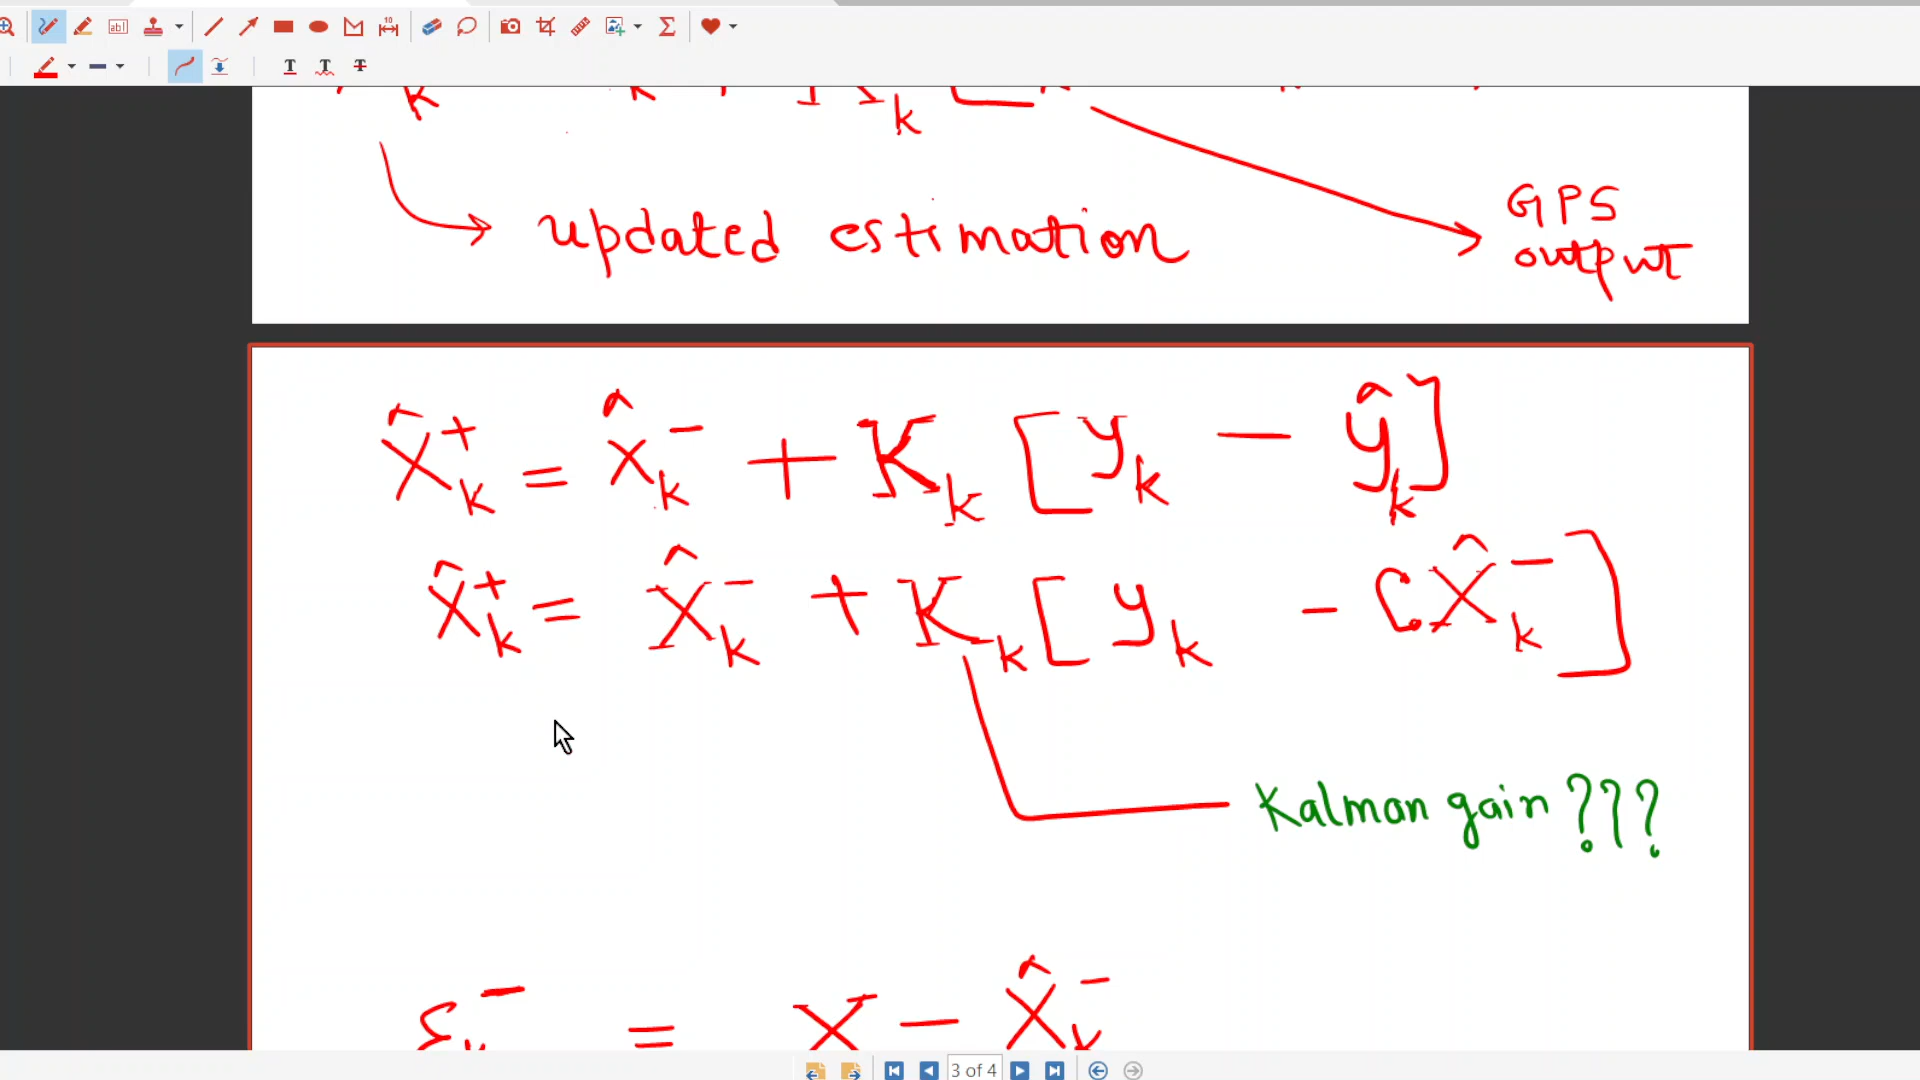 k k + K k [
updated estimation
GPS
output
X̂⁺ₖ = X̂⁻ₖ + Kₖ [yₖ − ŷₖ]
X̂⁺ₖ = X̂⁻ₖ + Kₖ [yₖ - CX̂⁻ₖ]
Kalman gain ???
= X − X̂⁻ₖ
3 of 4